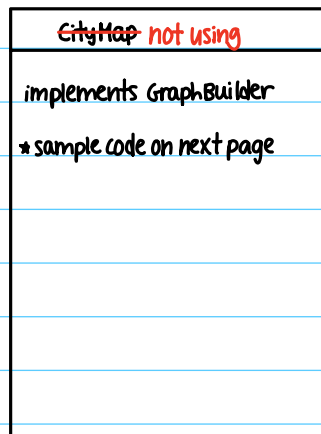 CityMap not using
implements GraphBuilder
* sample code on next page